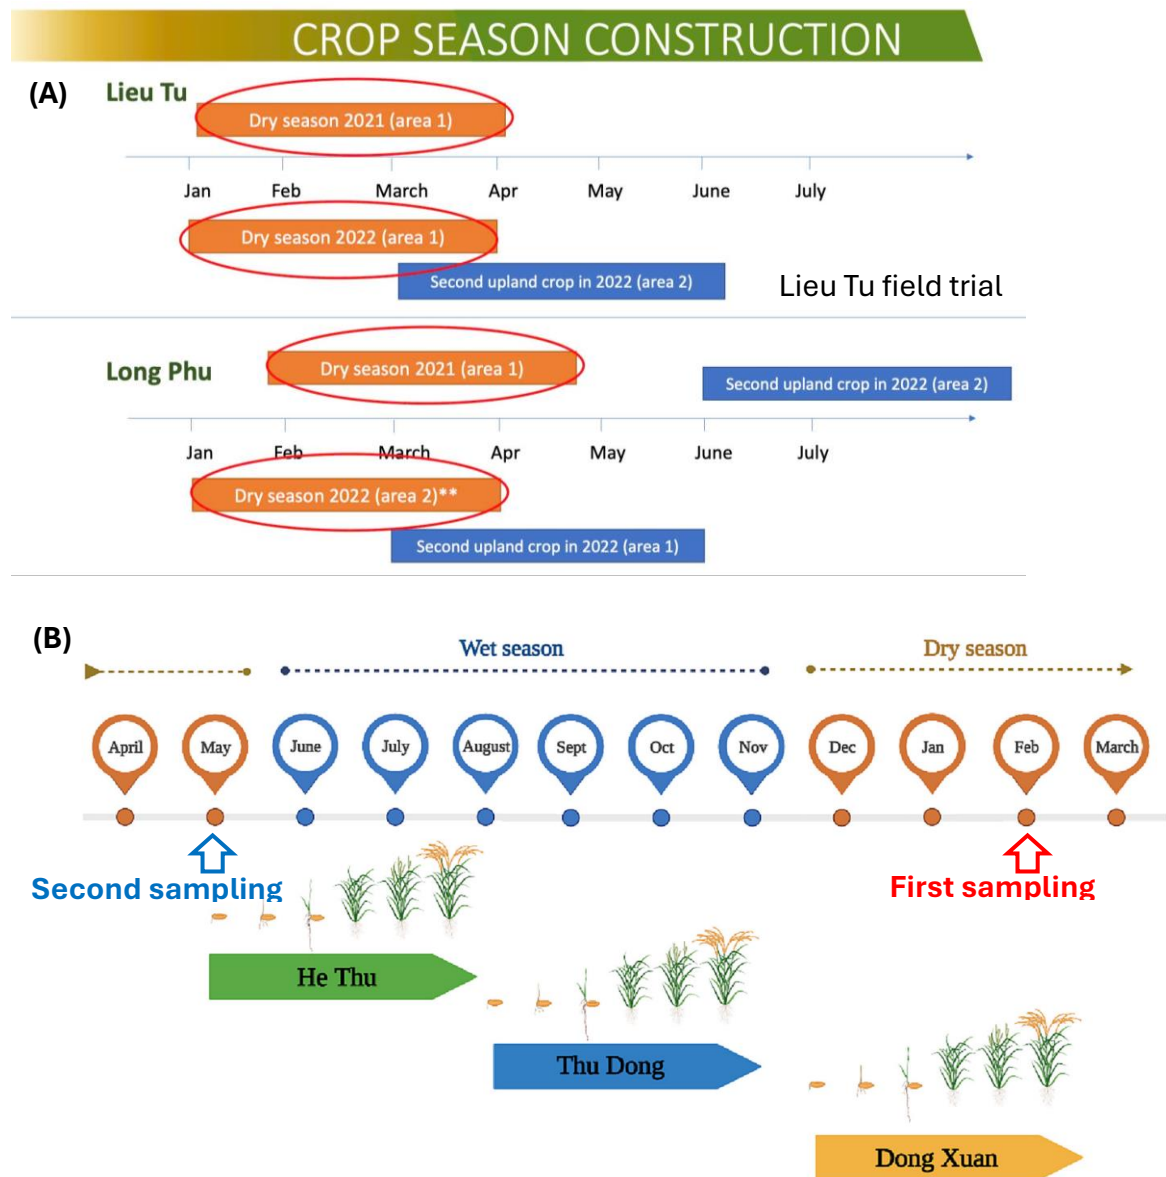 CROP SEASON CONSTRUCTION
(A)
Lieu Tu
Dry season 2021 (area 1)
Jan Feb March Apr May June July
Dry season 2022 (area 1)
Second upland crop in 2022 (area 2)
Lieu Tu field trial
Long Phu
Dry season 2021 (area 1)
Second upland crop in 2022 (area 2)
Jan Feb March Apr May June July
Dry season 2022 (area 2)**
Second upland crop in 2022 (area 1)
(B)
Wet season Dry season
April May June July August Sept Oct Nov Dec Jan Feb March
Second sampling First sampling
He Thu
Thu Dong
Dong Xuan